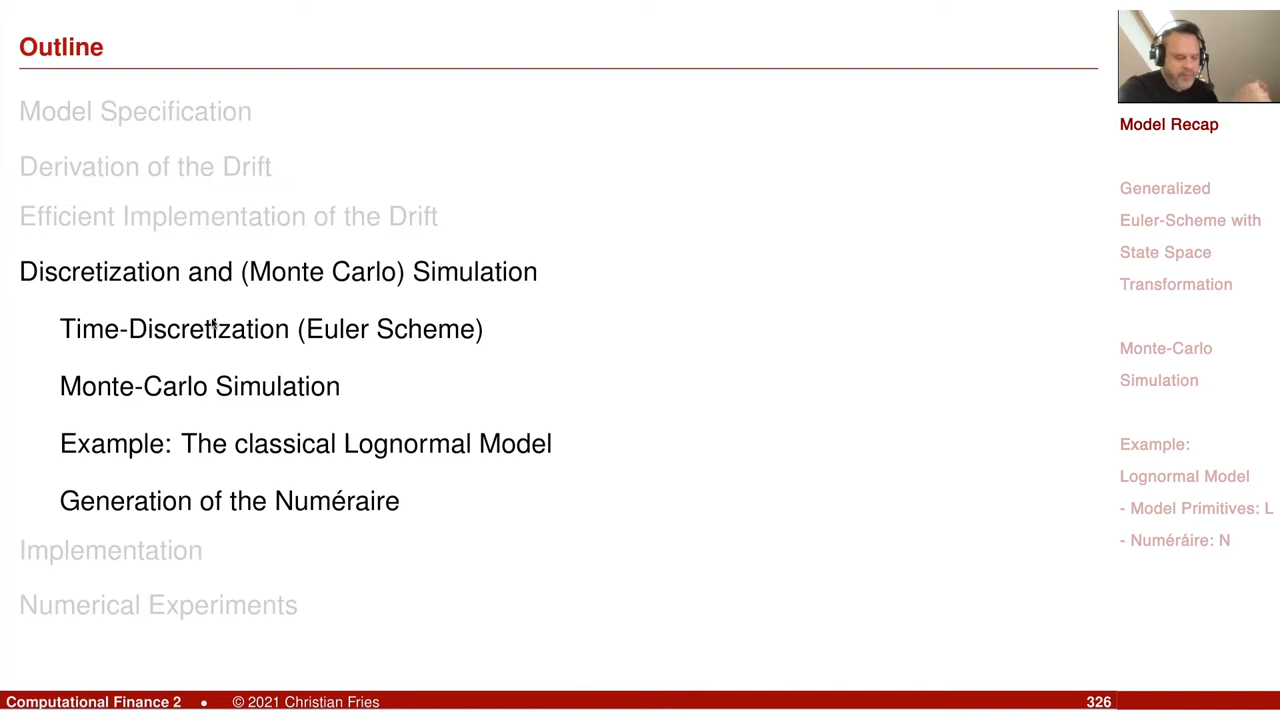 Outline
Model Specification
Derivation of the Drift
Efficient Implementation of the Drift
Discretization and (Monte Carlo) Simulation
Time-Discretization (Euler Scheme)
Monte-Carlo Simulation
Example: The classical Lognormal Model
Generation of the Numéraire
Implementation
Numerical Experiments
Model Recap
Generalized
Euler-Scheme with
State Space
Transformation
Monte-Carlo
Simulation
Example:
Lognormal Model
- Model Primitives: L
- Numéráire: N
Computational Finance 2 • © 2021 Christian Fries 326